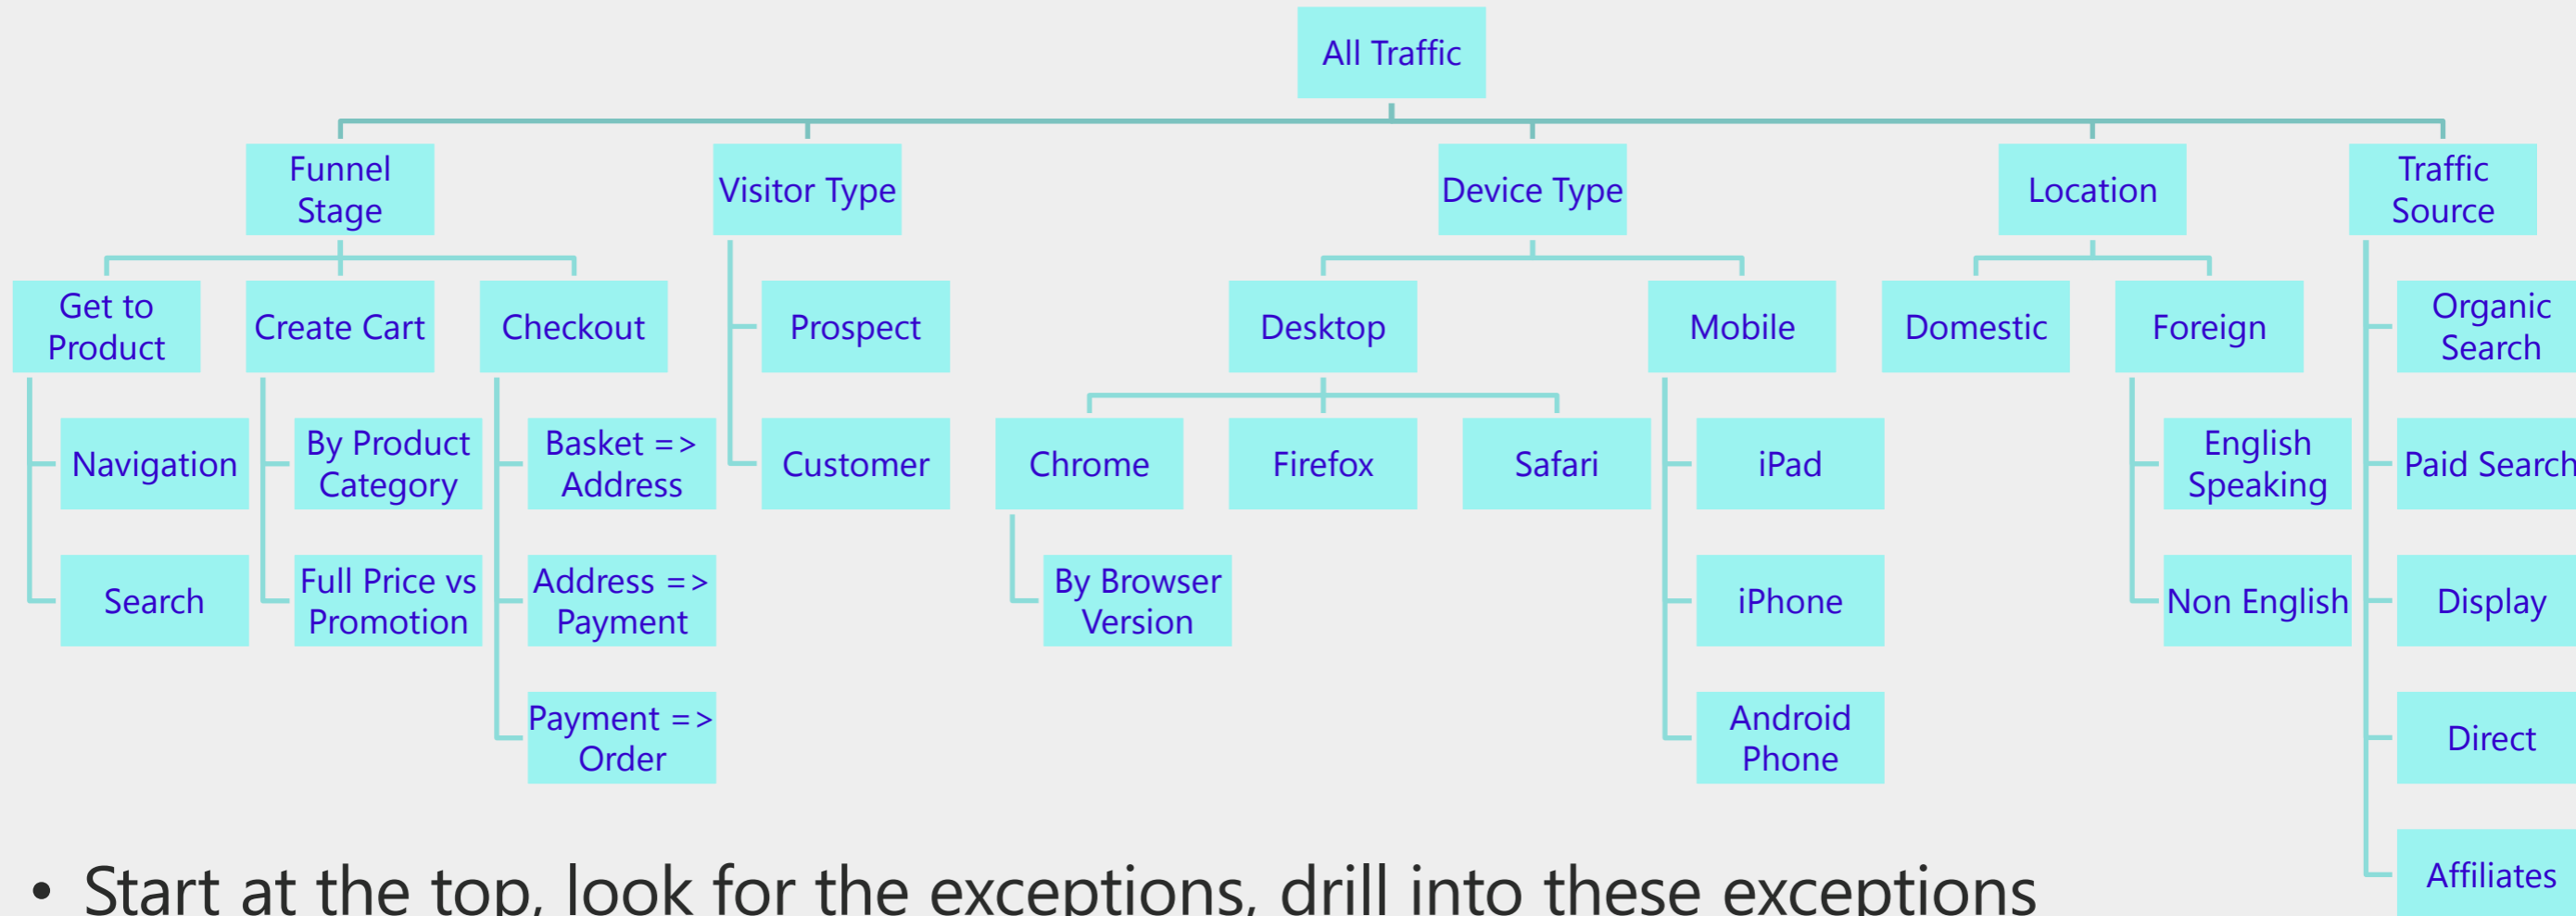 All Traffic
Funnel
Stage
Visitor Type
Device Type
Location
Traffic
Source
Get to
Product
Create Cart
Checkout
Prospect
Desktop
Mobile
Domestic
Foreign
Organic
Search
Navigation
By Product
Category
Basket =>
Address
Customer
Chrome
Firefox
Safari
iPad
English
Speaking
Paid Search
Search
Full Price vs
Promotion
Address =>
Payment
By Browser
Version
iPhone
Non English
Display
Payment =>
Order
Android
Phone
Direct
Affiliates
• Start at the top, look for the exceptions, drill into these exceptions